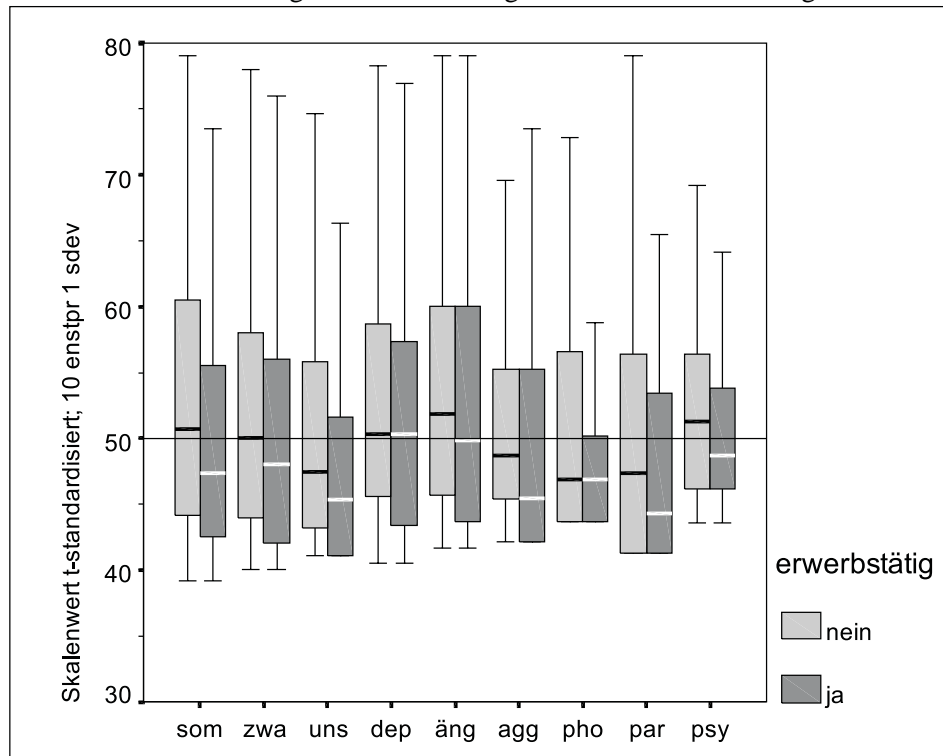 80
70
60
50
40
30
Skalenwert t-standardisiert; 10 enstpr 1 sdev
som zwa uns dep äng agg pho par psy
erwerbstätig
nein
ja